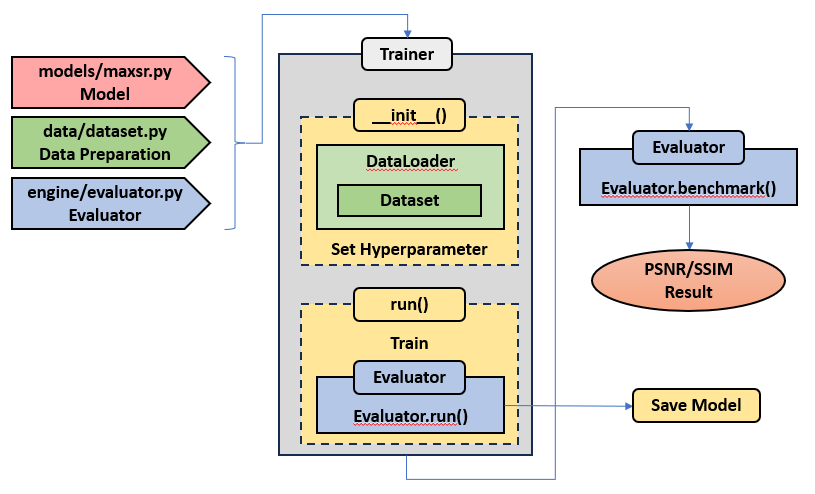 models/maxsr.py
Model
data/dataset.py
Data Preparation
engine/evaluator.py
Evaluator
Trainer
__init__()
DataLoader
Dataset
Set Hyperparameter
run()
Train
Evaluator
Evaluator.run()
Evaluator
Evaluator.benchmark()
PSNR/SSIM
Result
Save Model